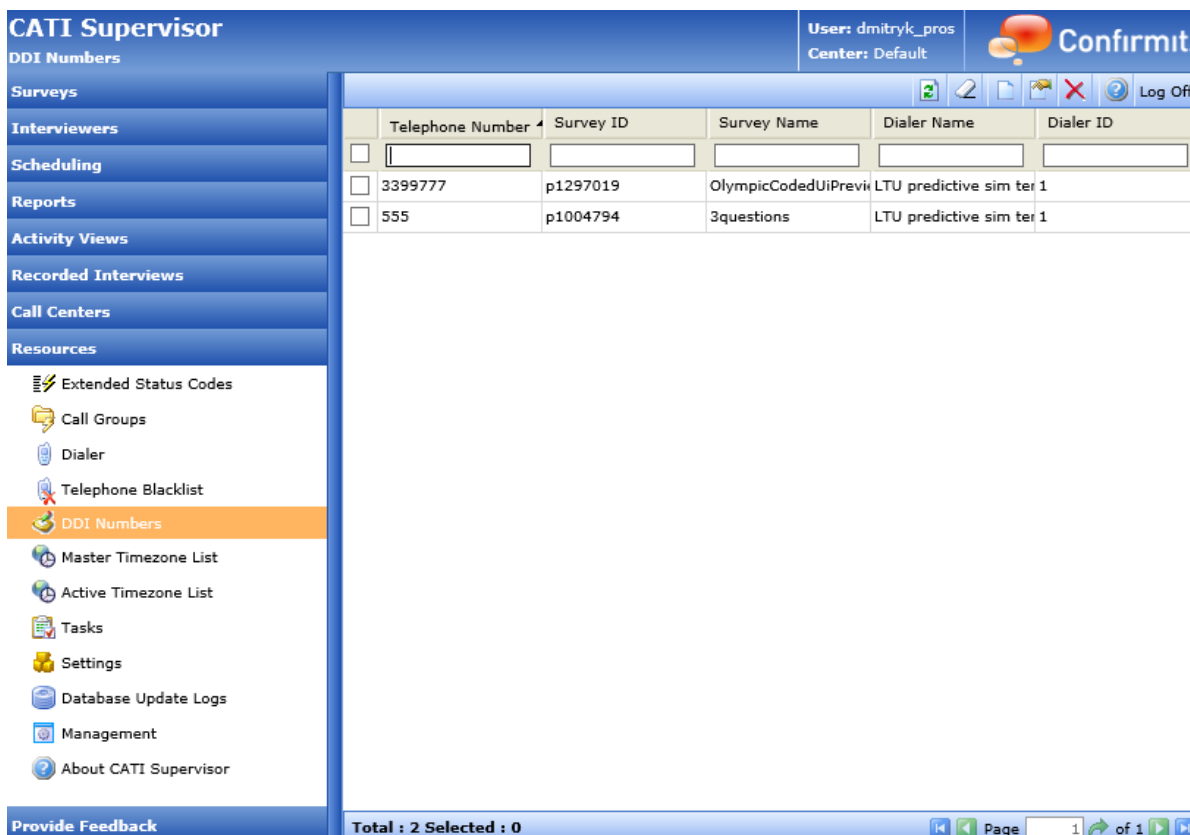 CATI Supervisor
DDI Numbers
User: dmitryk_pros
Center: Default
Confirmit
Surveys
Interviewers
Scheduling
Reports
Activity Views
Recorded Interviews
Call Centers
Resources
Extended Status Codes
Call Groups
Dialer
Telephone Blacklist
DDI Numbers
Master Timezone List
Active Timezone List
Tasks
Settings
Database Update Logs
Management
About CATI Supervisor
Provide Feedback
Log Off
Telephone Number Survey ID Survey Name Dialer Name Dialer ID
3399777 p1297019 OlympicCodedUiPrevie LTU predictive sim ter 1
555 p1004794 3questions LTU predictive sim ter 1
Total : 2 Selected : 0
Page 1 of 1